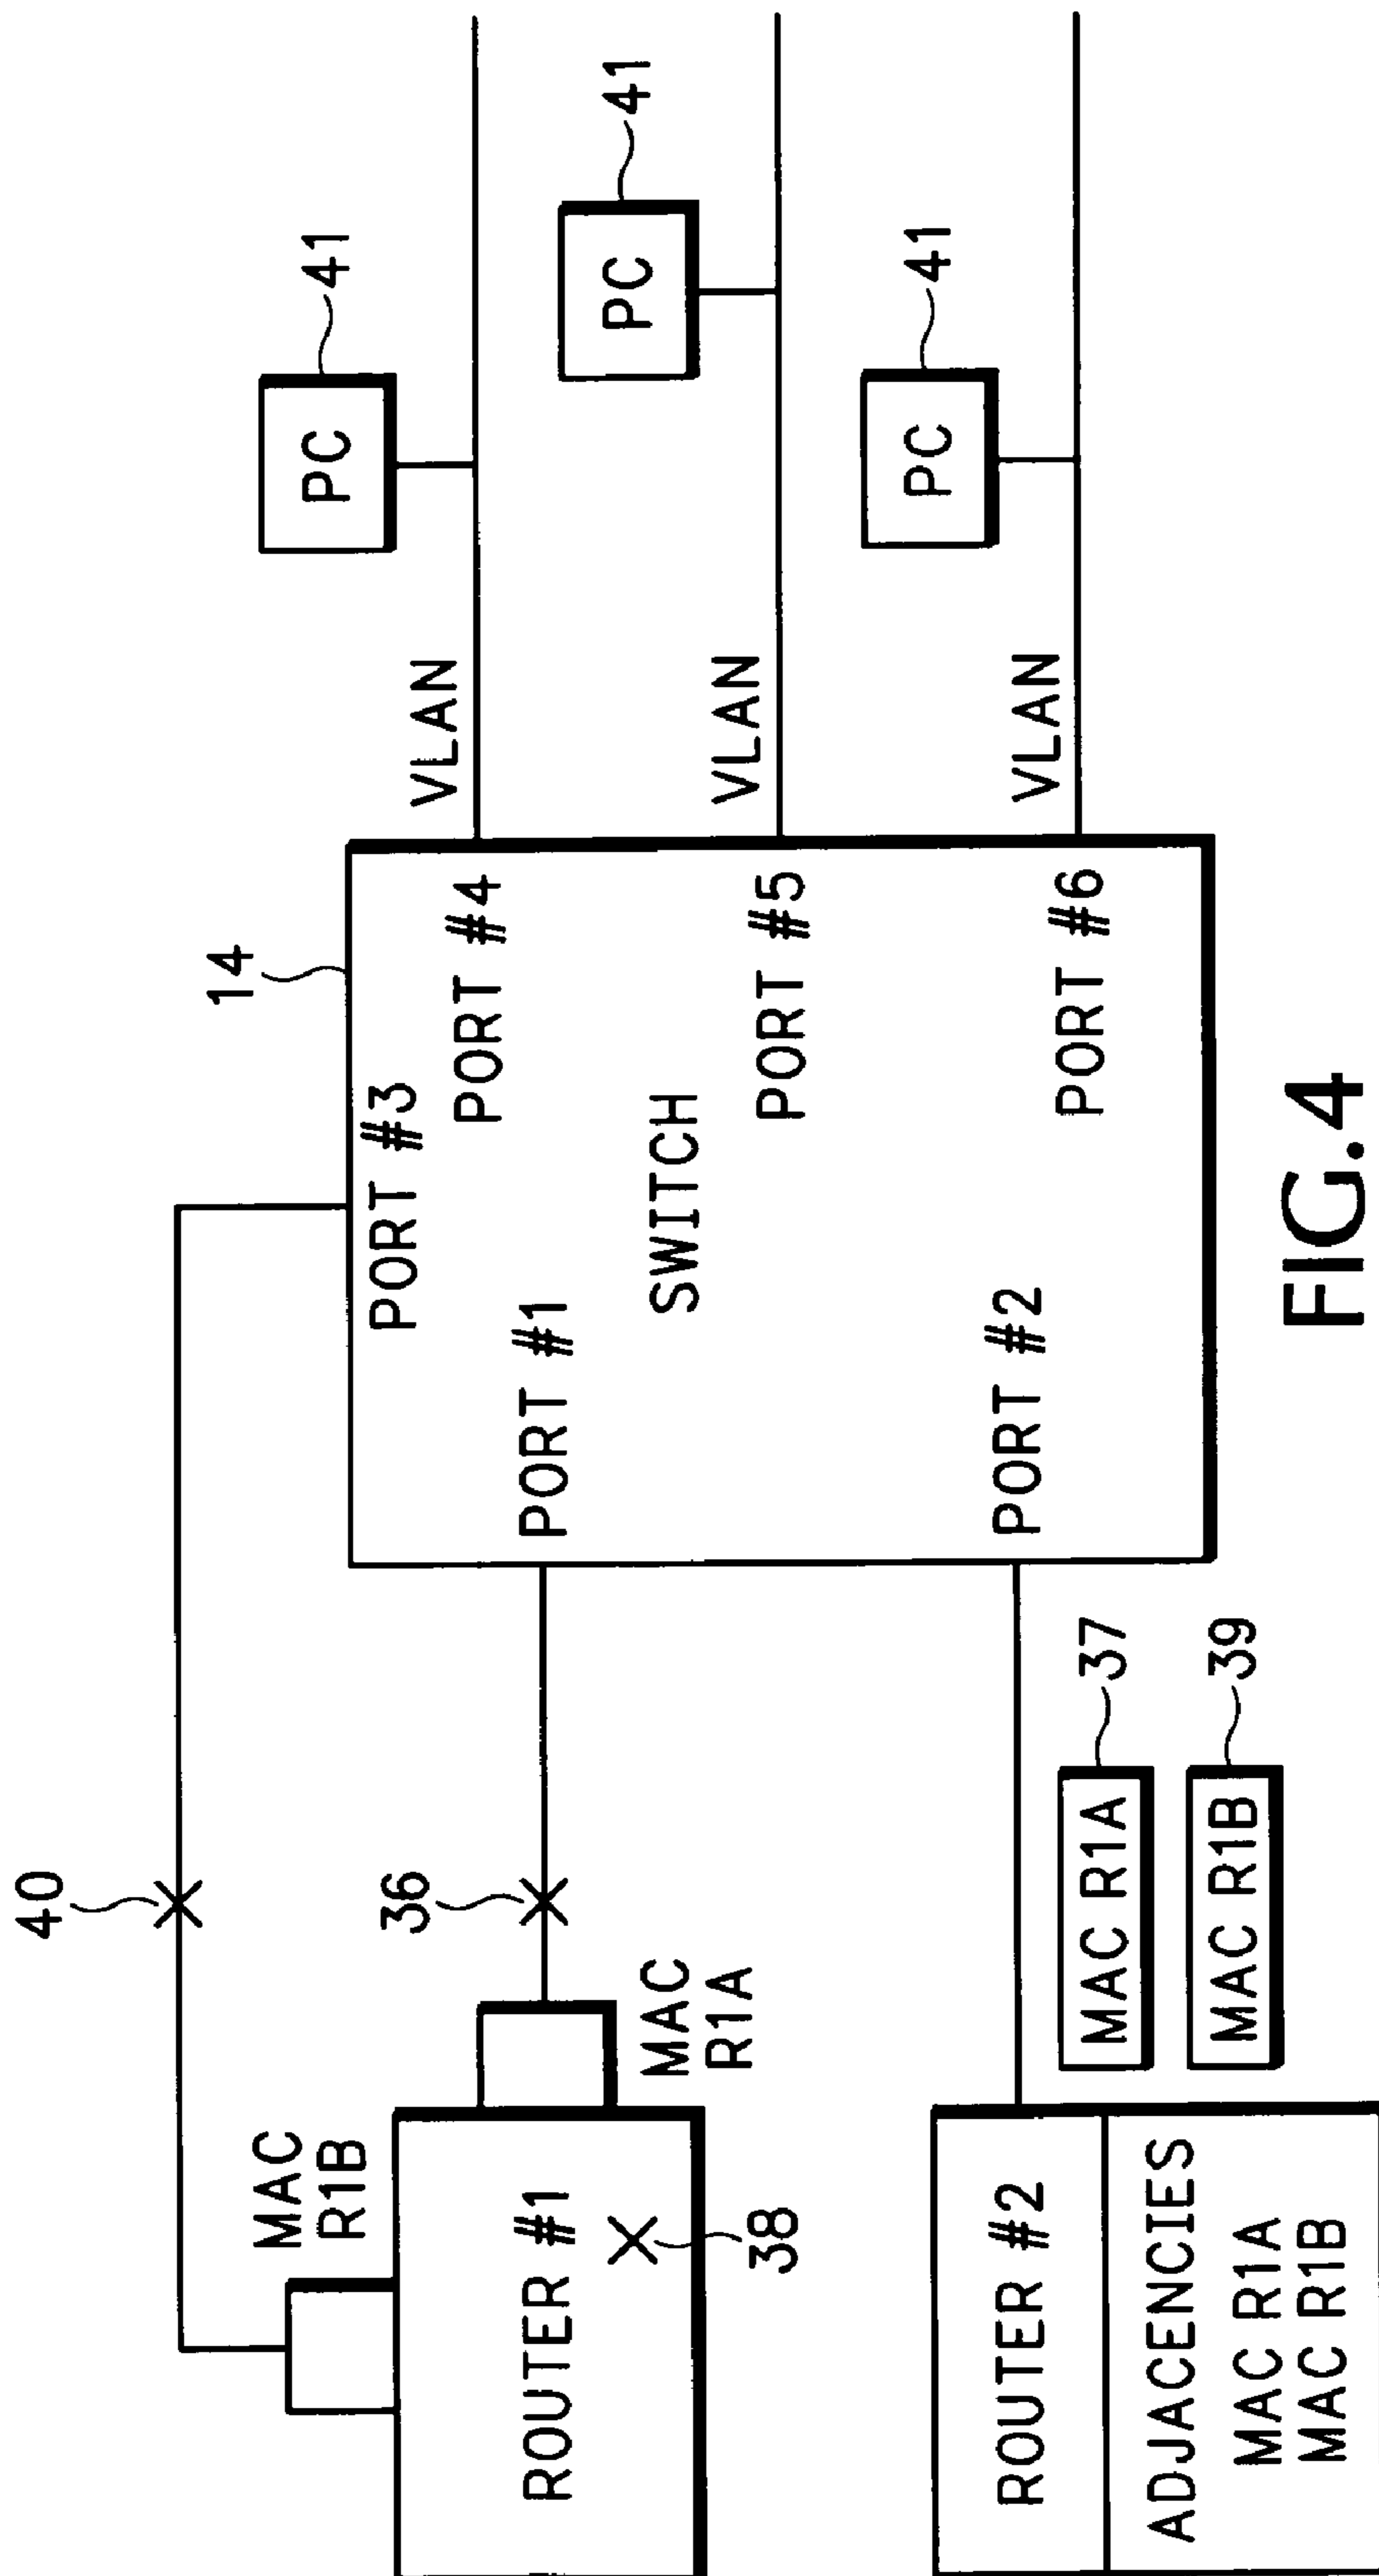 40
MAC
R1B
36
ROUTER #1
38
MAC
R1A
14
PORT #3
PORT #1
PORT #4
SWITCH
PORT #5
PORT #2
PORT #6
VLAN
VLAN
VLAN
PC
41
PC
41
PC
41
ROUTER #2
ADJACENCIES
MAC R1A
MAC R1B
MAC R1A
37
MAC R1B
39
FIG.4